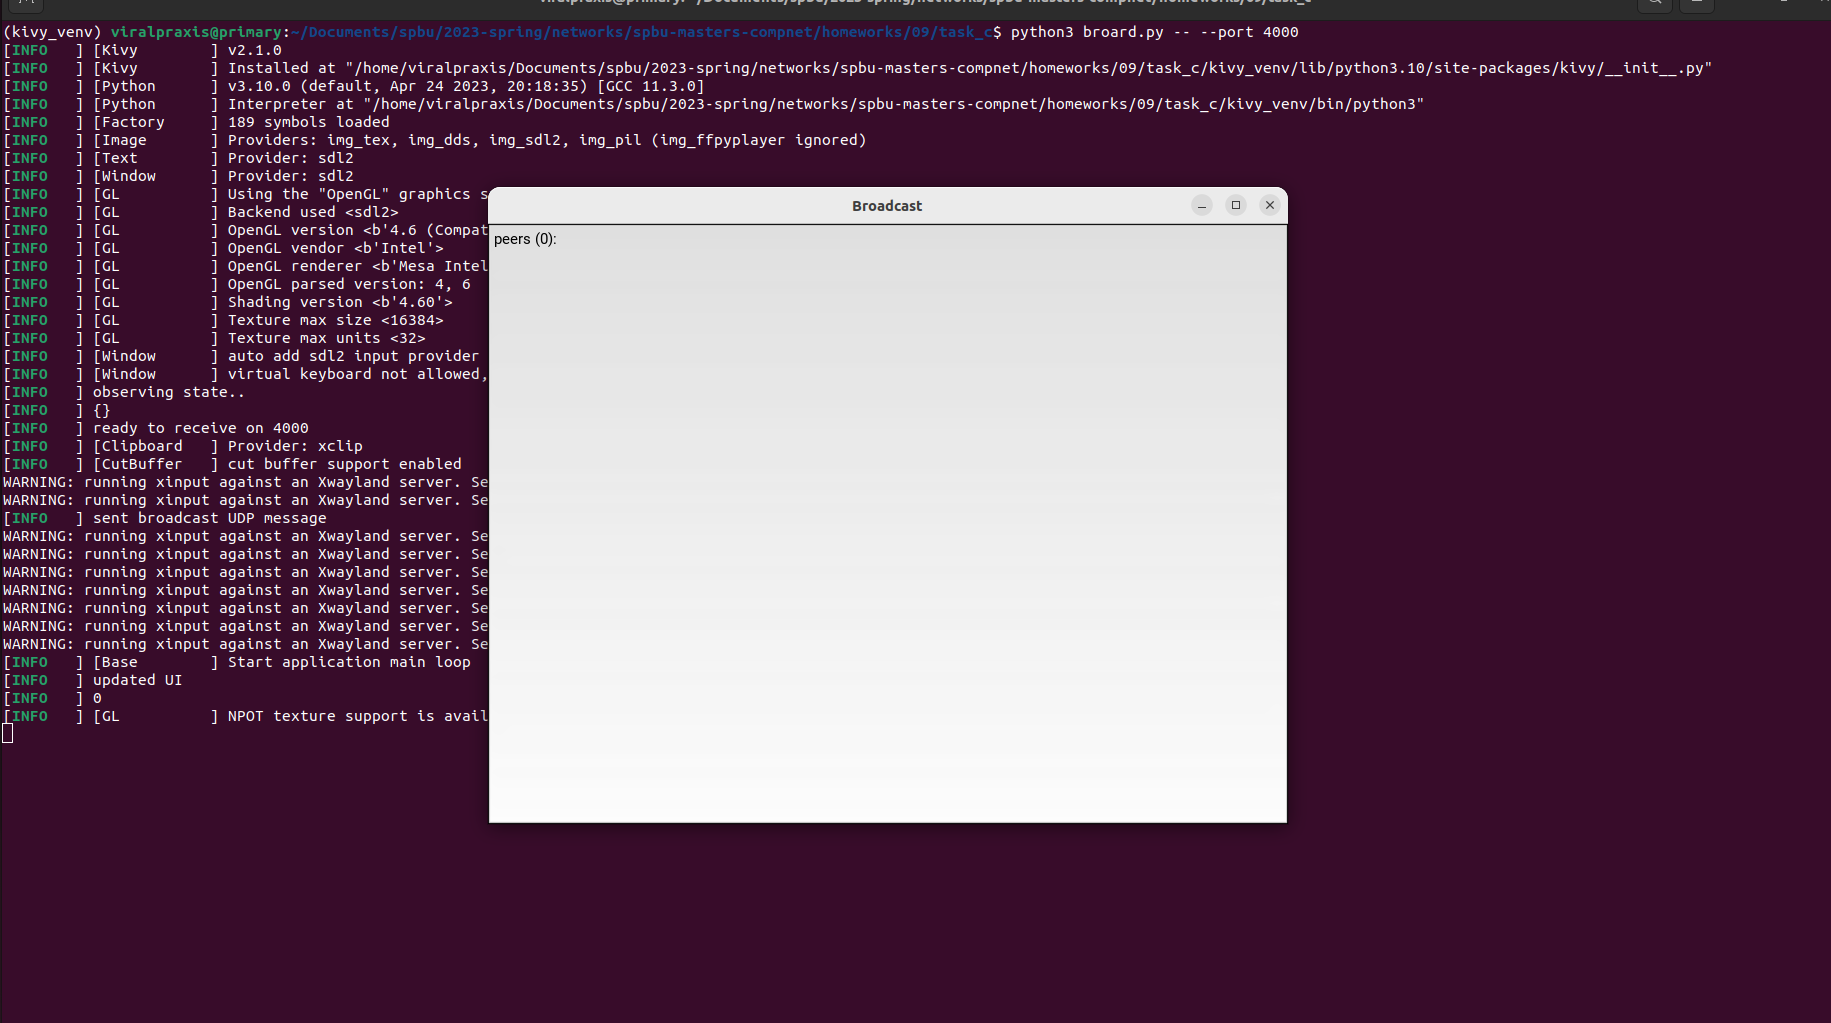 viralpraxis@primary: ~/Documents/spbu/2023-spring/networks/spbu-masters-compnet/homeworks/09/task_c
(kivy_venv) viralpraxis@primary:~/Documents/spbu/2023-spring/networks/spbu-masters-compnet/homeworks/09/task_c$ python3 broard.py -- --port 4000
[INFO   ] [Kivy        ] v2.1.0
[INFO   ] [Kivy        ] Installed at "/home/viralpraxis/Documents/spbu/2023-spring/networks/spbu-masters-compnet/homeworks/09/task_c/kivy_venv/lib/python3.10/site-packages/kivy/__init__.py"
[INFO   ] [Python      ] v3.10.0 (default, Apr 24 2023, 20:18:35) [GCC 11.3.0]
[INFO   ] [Python      ] Interpreter at "/home/viralpraxis/Documents/spbu/2023-spring/networks/spbu-masters-compnet/homeworks/09/task_c/kivy_venv/bin/python3"
[INFO   ] [Factory     ] 189 symbols loaded
[INFO   ] [Image       ] Providers: img_tex, img_dds, img_sdl2, img_pil (img_ffpyplayer ignored)
[INFO   ] [Text        ] Provider: sdl2
[INFO   ] [Window      ] Provider: sdl2
[INFO   ] [GL          ] Using the "OpenGL" graphics s
[INFO   ] [GL          ] Backend used <sdl2>
[INFO   ] [GL          ] OpenGL version <b'4.6 (Compat
[INFO   ] [GL          ] OpenGL vendor <b'Intel'>
[INFO   ] [GL          ] OpenGL renderer <b'Mesa Intel
[INFO   ] [GL          ] OpenGL parsed version: 4, 6
[INFO   ] [GL          ] Shading version <b'4.60'>
[INFO   ] [GL          ] Texture max size <16384>
[INFO   ] [GL          ] Texture max units <32>
[INFO   ] [Window      ] auto add sdl2 input provider
[INFO   ] [Window      ] virtual keyboard not allowed,
[INFO   ] observing state..
[INFO   ] {}
[INFO   ] ready to receive on 4000
[INFO   ] [Clipboard   ] Provider: xclip
[INFO   ] [CutBuffer   ] cut buffer support enabled
WARNING: running xinput against an Xwayland server. Se
WARNING: running xinput against an Xwayland server. Se
[INFO   ] sent broadcast UDP message
WARNING: running xinput against an Xwayland server. Se
WARNING: running xinput against an Xwayland server. Se
WARNING: running xinput against an Xwayland server. Se
WARNING: running xinput against an Xwayland server. Se
WARNING: running xinput against an Xwayland server. Se
WARNING: running xinput against an Xwayland server. Se
WARNING: running xinput against an Xwayland server. Se
[INFO   ] [Base        ] Start application main loop
[INFO   ] updated UI
[INFO   ] 0
[INFO   ] [GL          ] NPOT texture support is avail
Broadcast
peers (0):